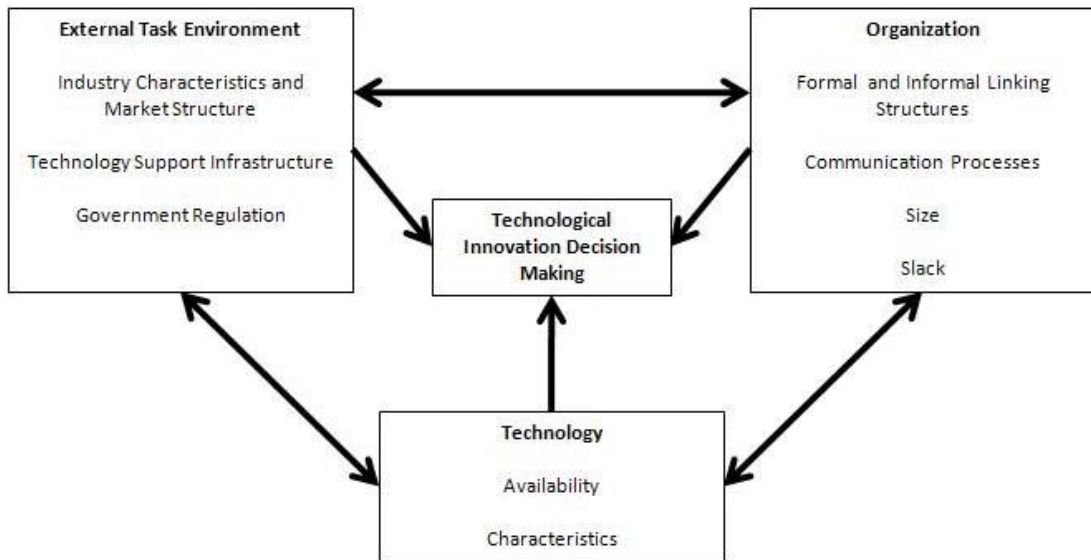 External Task Environment
Industry Characteristics and
Market Structure
Technology Support Infrastructure
Government Regulation
Organization
Formal and Informal Linking
Structures
Communication Processes
Size
Slack
Technological
Innovation Decision
Making
Technology
Availability
Characteristics